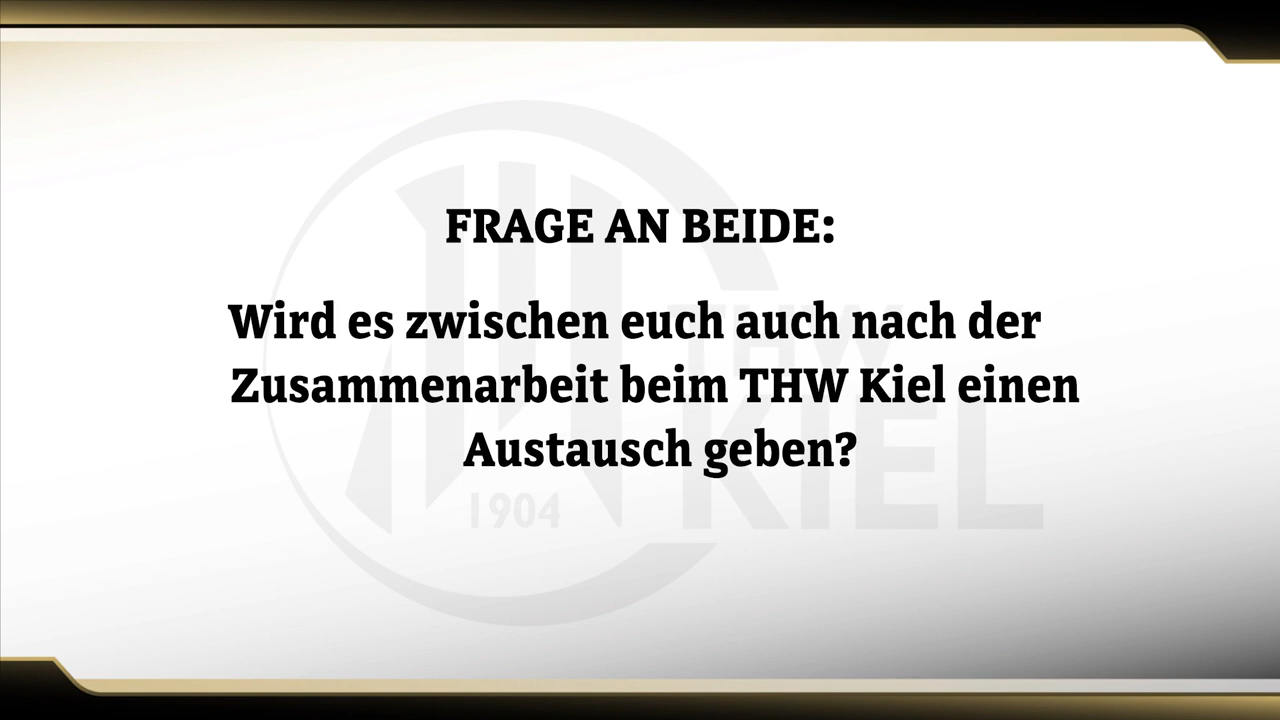 FRAGE AN BEIDE:
Wird es zwischen euch auch nach der
Zusammenarbeit beim THW Kiel einen
Austausch geben?
THW
KIEL
1904